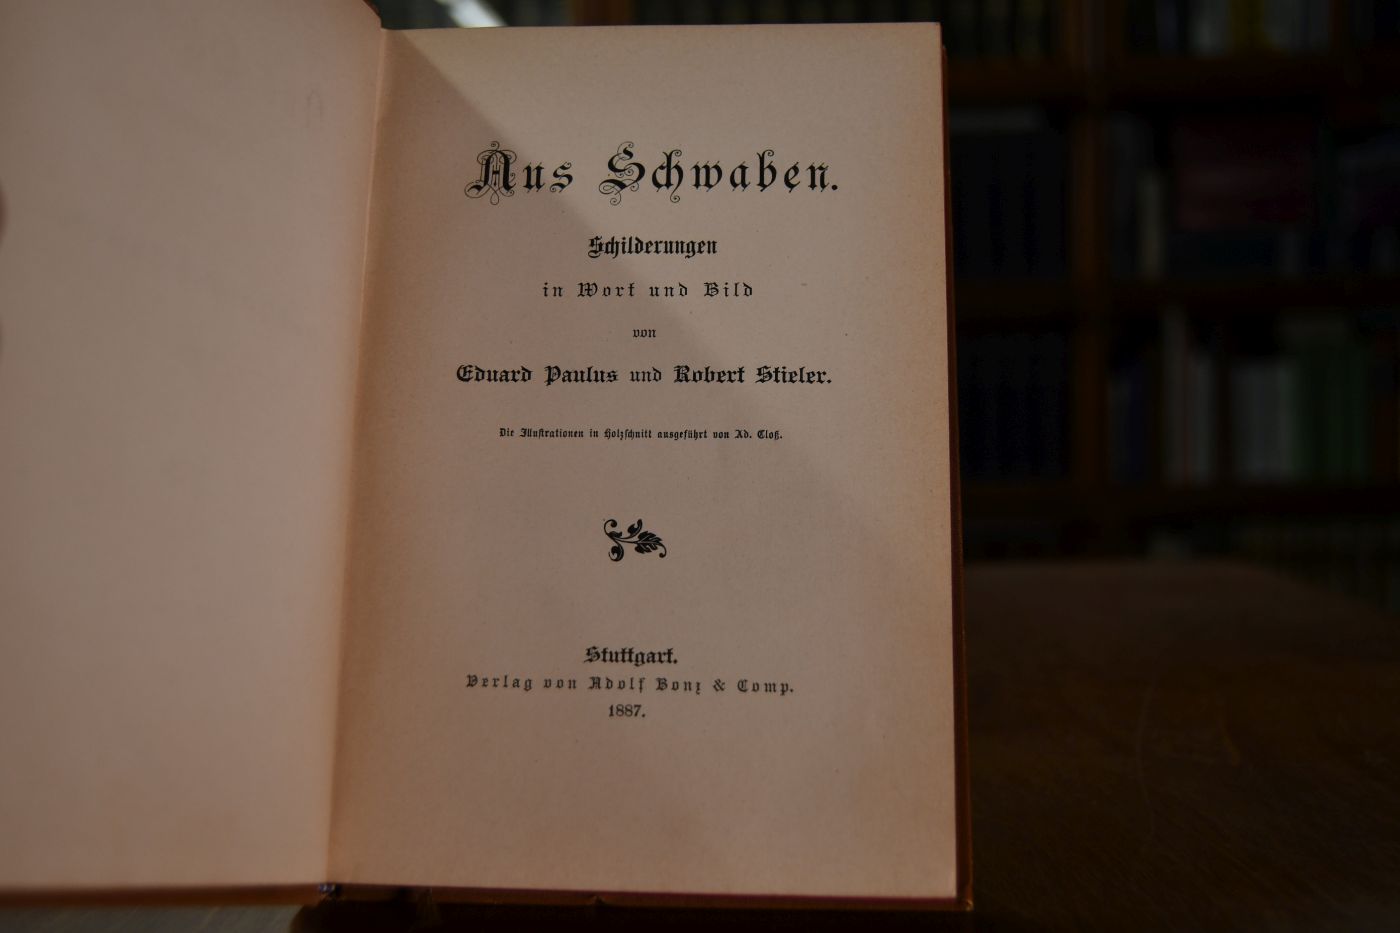 Aus Schwaben.
Schilderungen
in Wort und Bild
von
Eduard Paulus und Robert Stieler.
Die Illustrationen in Holzschnitt ausgeführt von Ad. Cloß.
Stuttgart.
Verlag von Adolf Bonz & Comp.
1887.